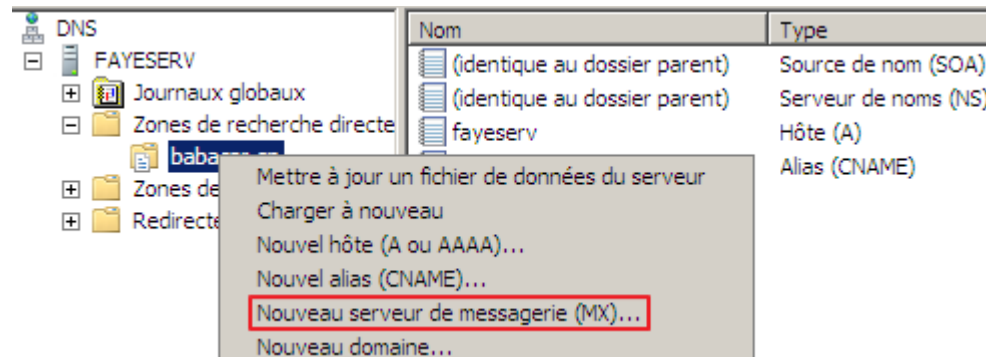 DNS
FAYESERV
Journaux globaux
Zones de recherche directe
Zones de
Redirecte
Nom Type
(identique au dossier parent) Source de nom (SOA)
(identique au dossier parent) Serveur de noms (NS)
fayeserv Hôte (A)
Alias (CNAME)
Mettre à jour un fichier de données du serveur
Charger à nouveau
Nouvel hôte (A ou AAAA)...
Nouvel alias (CNAME)...
Nouveau serveur de messagerie (MX)...
Nouveau domaine...